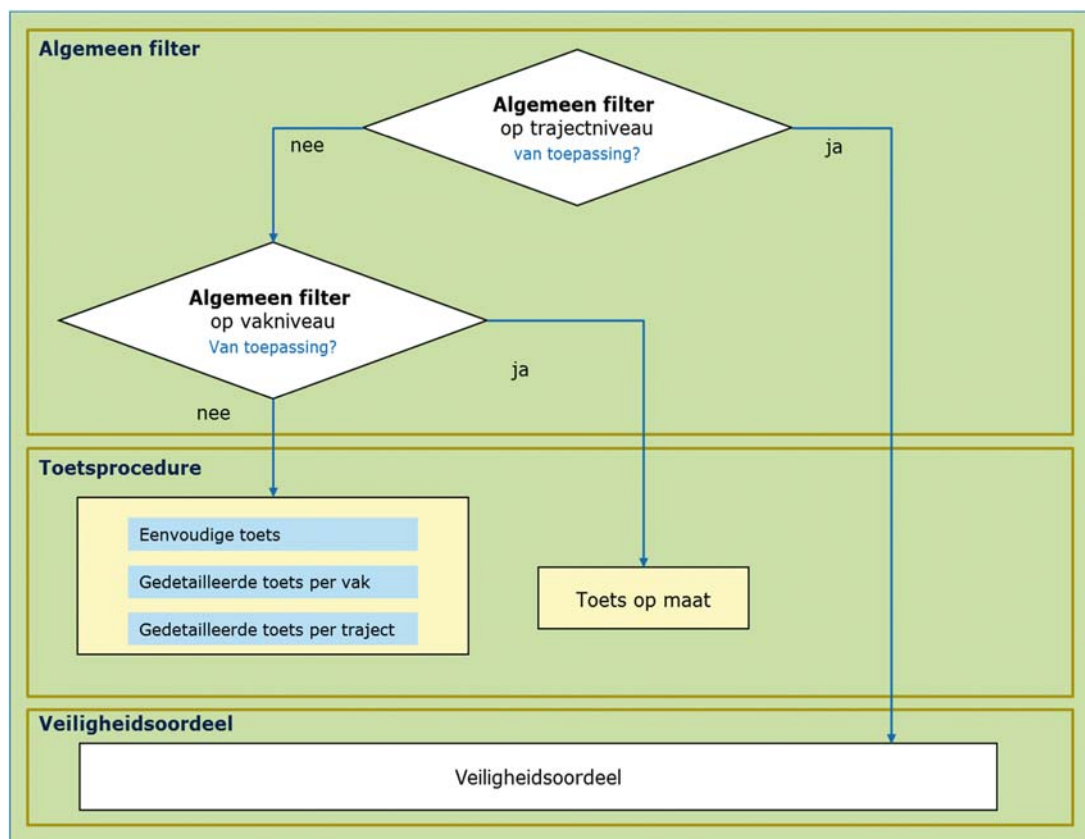 Algemeen filter
Algemeen filter
op trajectniveau
van toepassing?
nee
ja
Algemeen filter
op vakniveau
Van toepassing?
ja
nee
Toetsprocedure
Eenvoudige toets
Gedetailleerde toets per vak
Gedetailleerde toets per traject
Toets op maat
Veiligheidsoordeel
Veiligheidsoordeel